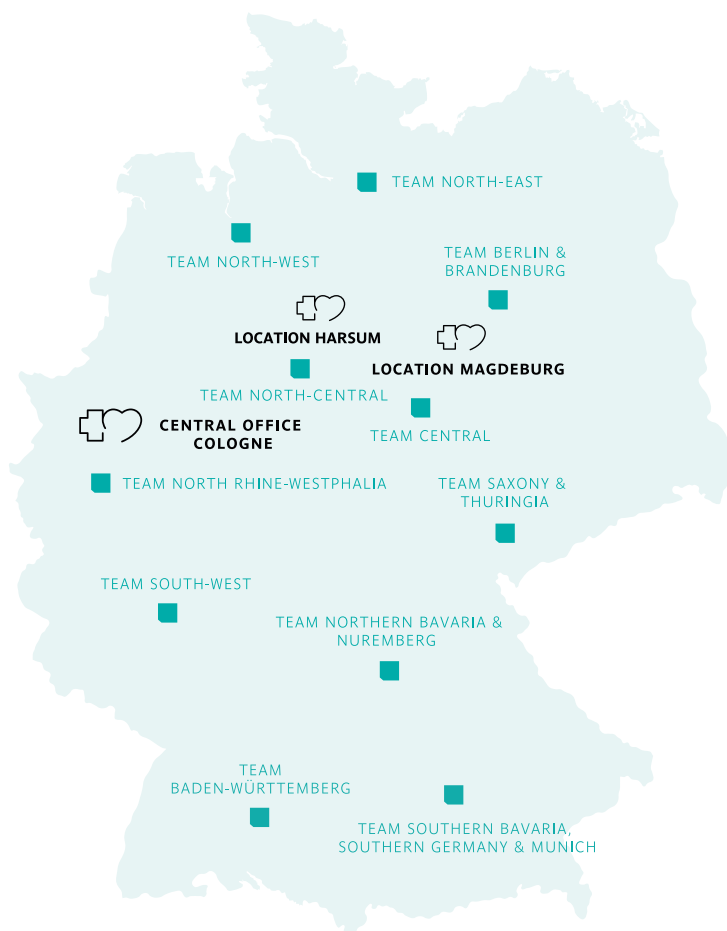 TEAM NORTH-EAST
TEAM NORTH-WEST
TEAM BERLIN &
BRANDENBURG
LOCATION HARSUM
LOCATION MAGDEBURG
TEAM NORTH-CENTRAL
TEAM CENTRAL
CENTRAL OFFICE
COLOGNE
TEAM NORTH RHINE-WESTPHALIA
TEAM SAXONY &
THURINGIA
TEAM SOUTH-WEST
TEAM NORTHERN BAVARIA &
NUREMBERG
TEAM
BADEN-WÜRTTEMBERG
TEAM SOUTHERN BAVARIA,
SOUTHERN GERMANY & MUNICH